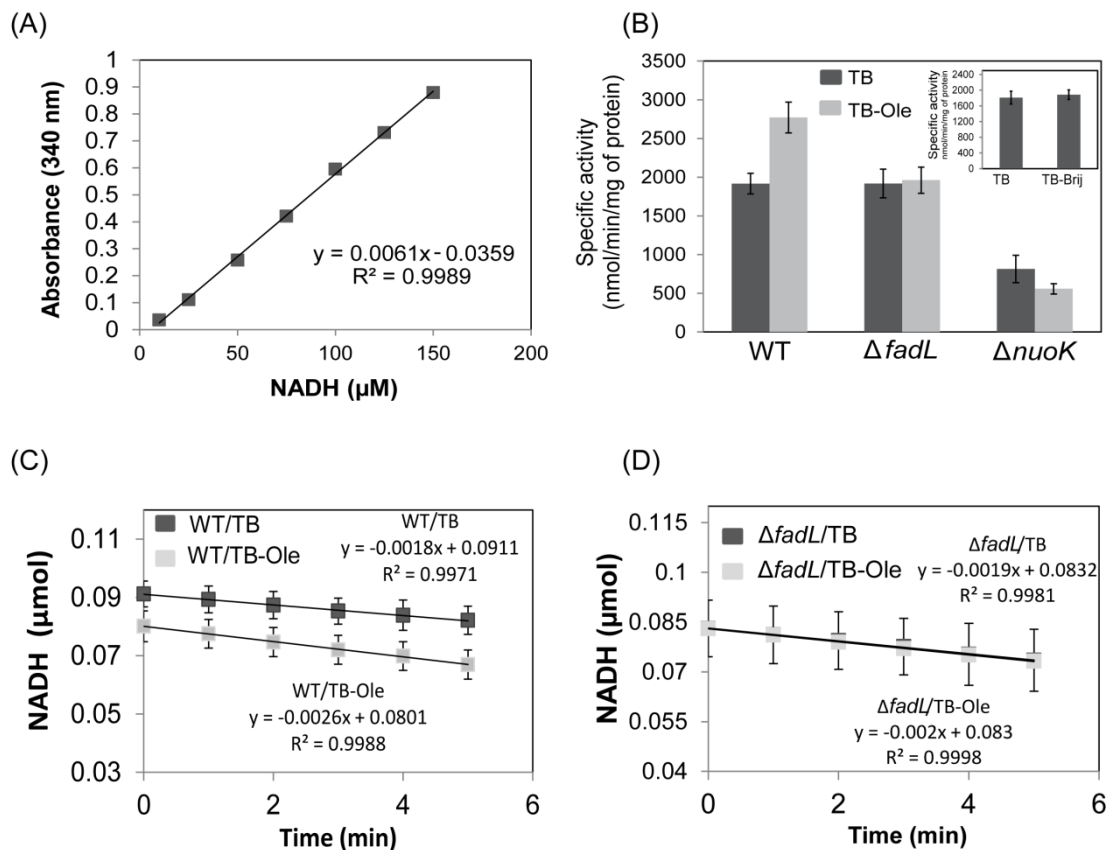 (A)
1
0.9
0.8
0.7
0.6
0.5
0.4
0.3
0.2
0.1
0
Absorbance (340 nm)
y = 0.0061x - 0.0359
R² = 0.9989
0 50 100 150 200
NADH (µM)
(B)
3500
3000
2500
2000
1500
1000
500
0
Specific activity
(nmol/min/mg of protein)
TB
TB-Ole
WT ΔfadL ΔnuoK
2400
2000
1600
1200
800
400
0
Specific activity
nmol/min/mg of protein
TB TB-Brij
(C)
0.11
0.09
0.07
0.05
0.03
NADH (µmol)
WT/TB
WT/TB-Ole
WT/TB
y = -0.0018x + 0.0911
R² = 0.9971
WT/TB-Ole
y = -0.0026x + 0.0801
R² = 0.9988
0 2 4 6
Time (min)
(D)
0.115
0.1
0.085
0.07
0.055
0.04
NADH (µmol)
ΔfadL/TB
ΔfadL/TB-Ole
ΔfadL/TB
y = -0.0019x + 0.0832
R² = 0.9981
ΔfadL/TB-Ole
y = -0.002x + 0.083
R² = 0.9998
0 2 4 6
Time (min)